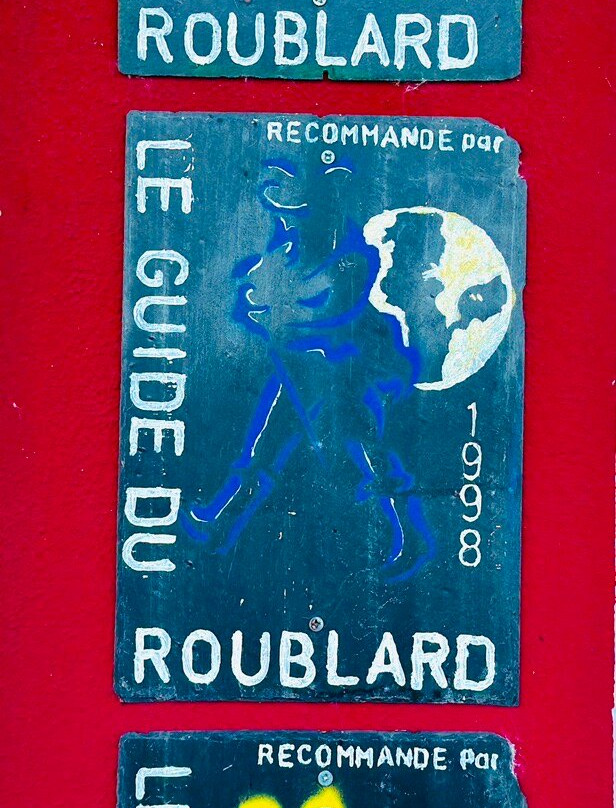 ROUBLARD
RECOMMANDE par
LE GUIDE DU
1998
ROUBLARD
RECOMMANDE Par